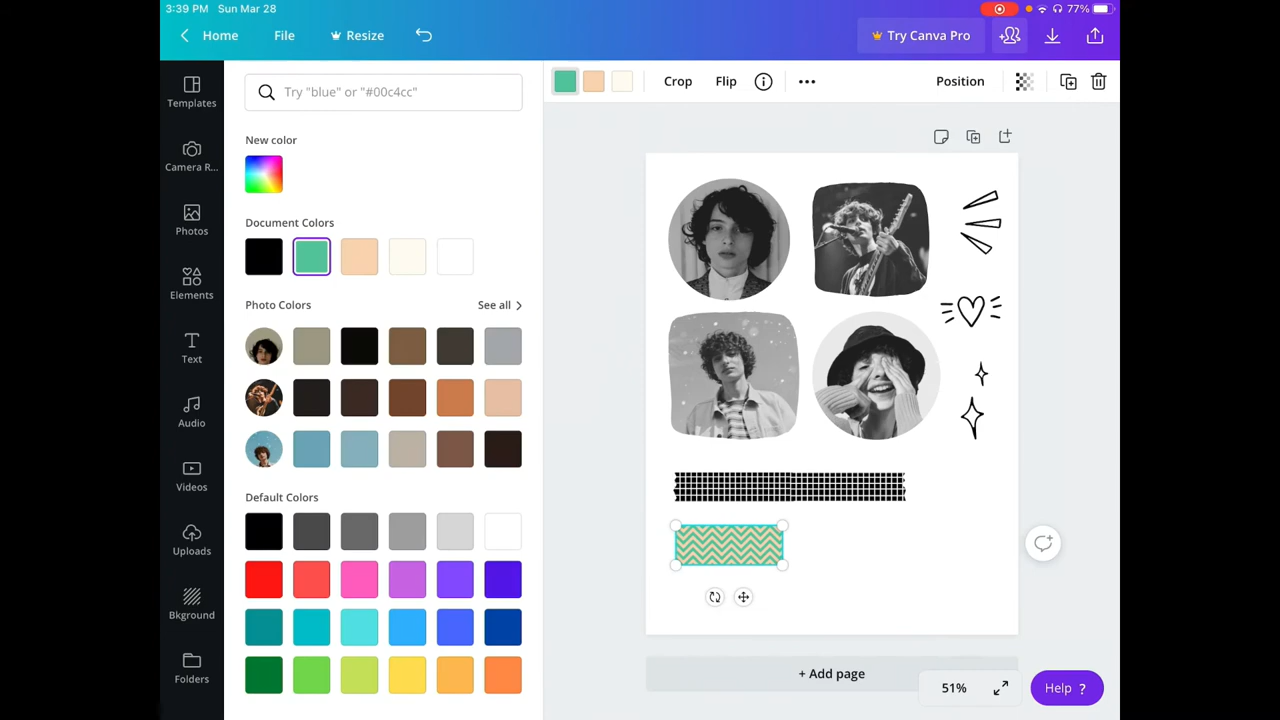 3:39 PM Sun Mar 28
77%
Home
File
Resize
Try Canva Pro
Templates
Camera R...
Photos
Elements
Text
Audio
Videos
Uploads
Bkground
Folders
Try "blue" or "#00c4cc"
New color
Document Colors
Photo Colors
See all
Default Colors
Crop
Flip
Position
+ Add page
51%
Help ?